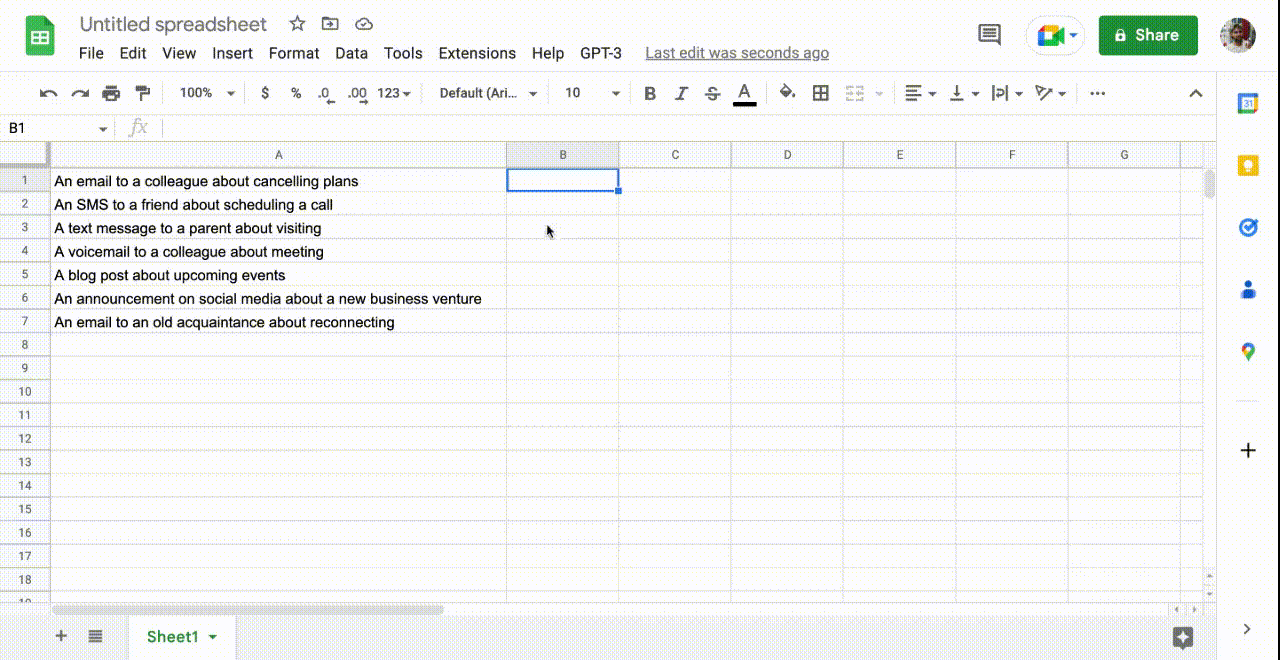 Untitled spreadsheet
File Edit View Insert Format Data Tools Extensions Help GPT-3 Last edit was seconds ago
Share
100% $ % .0 .00 123 Default (Ari... 10 B I S A
B1 fx
A B C D E F G
1 An email to a colleague about cancelling plans
2 An SMS to a friend about scheduling a call
3 A text message to a parent about visiting
4 A voicemail to a colleague about meeting
5 A blog post about upcoming events
6 An announcement on social media about a new business venture
7 An email to an old acquaintance about reconnecting
8
9
10
11
12
13
14
15
16
17
18
19
Sheet1
31